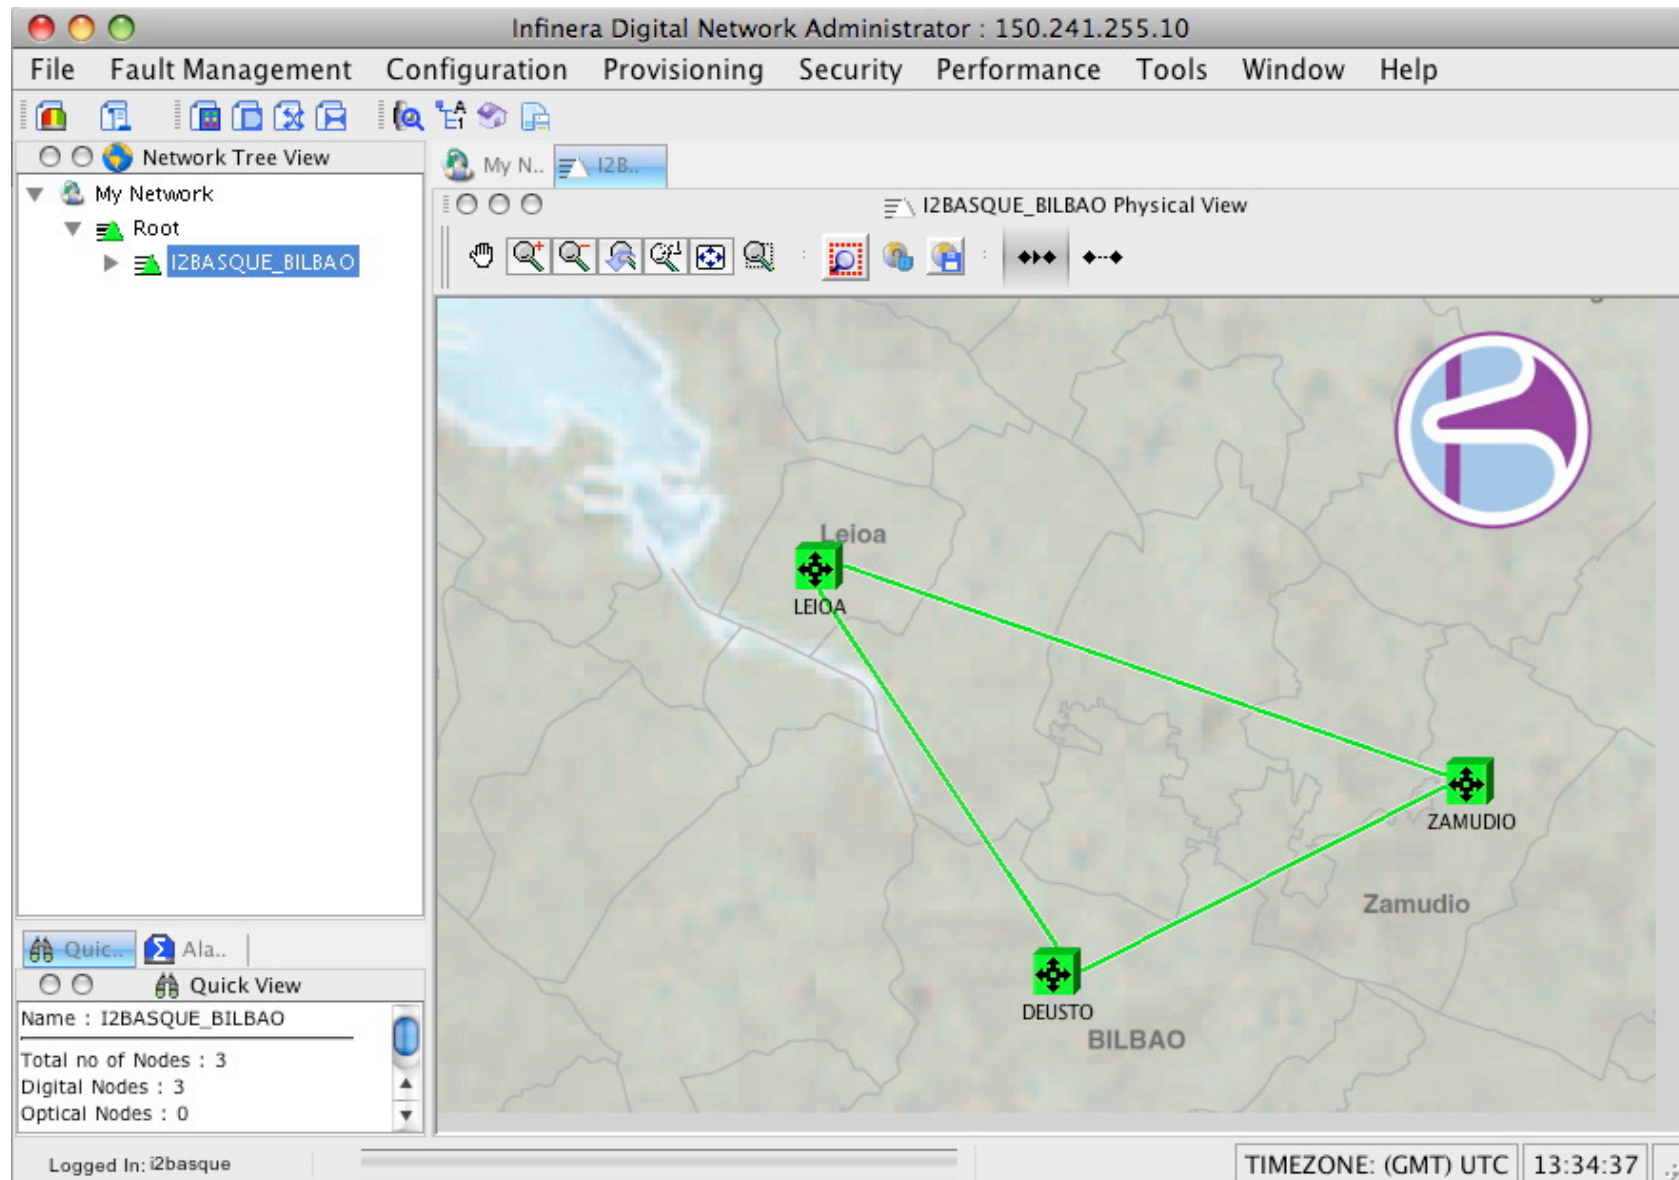 Infinera Digital Network Administrator : 150.241.255.10
File Fault Management Configuration Provisioning Security Performance Tools Window Help
Network Tree View
My Network
Root
I2BASQUE_BILBAO
My N.. I2B..
I2BASQUE_BILBAO Physical View
Leioa
LEIOA
ZAMUDIO
Zamudio
DEUSTO
BILBAO
Quic.. Ala..
Quick View
Name : I2BASQUE_BILBAO
Total no of Nodes : 3
Digital Nodes : 3
Optical Nodes : 0
Logged In: i2basque
TIMEZONE: (GMT) UTC 13:34:37